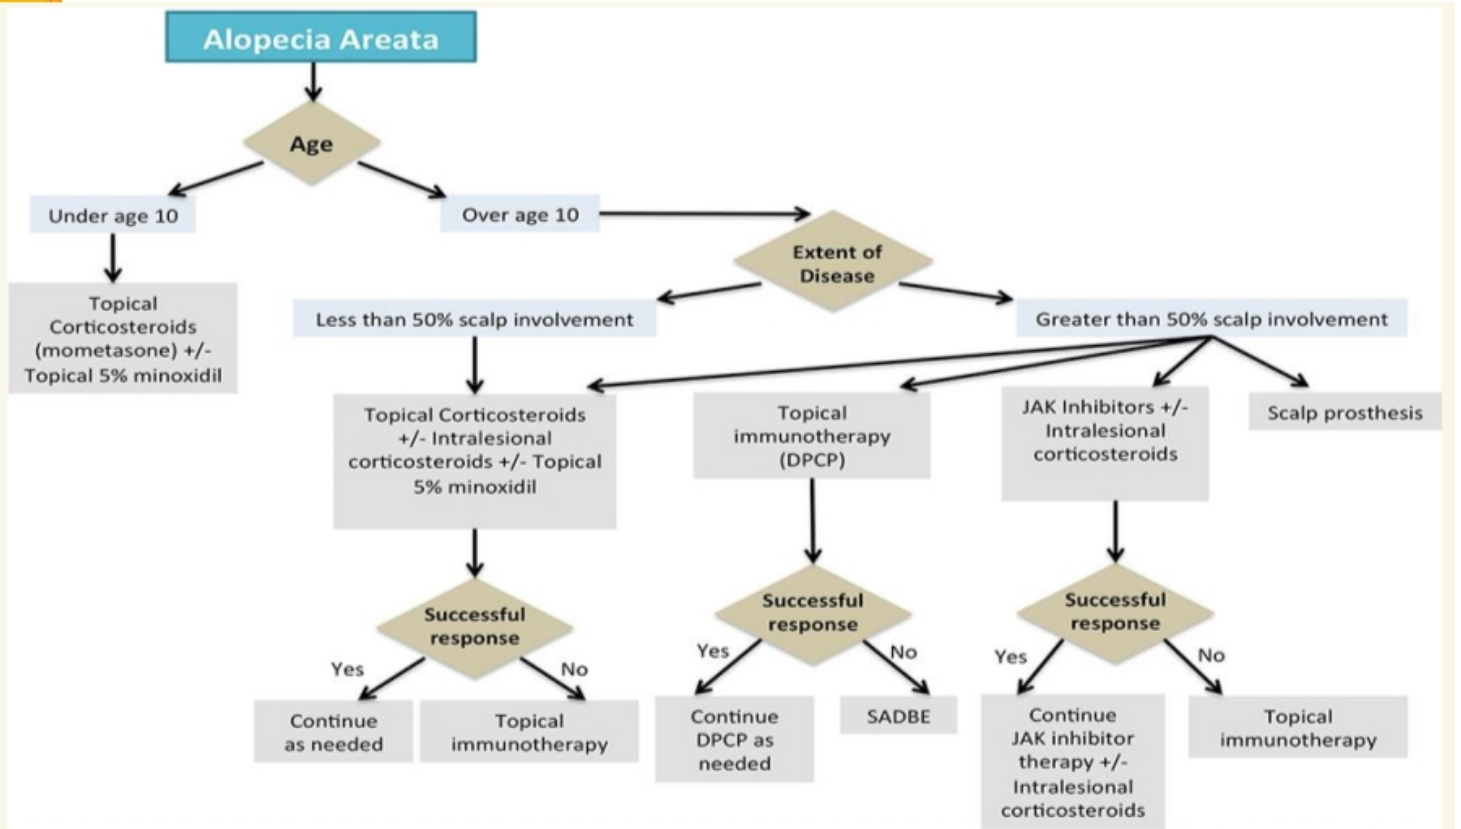 Alopecia Areata
Age
Under age 10
Over age 10
Topical
Corticosteroids
(mometasone) +/-
Topical 5% minoxidil
Extent of
Disease
Less than 50% scalp involvement
Greater than 50% scalp involvement
Topical Corticosteroids
+/- Intralesional
corticosteroids +/- Topical
5% minoxidil
Topical
immunotherapy
(DPCP)
JAK Inhibitors +/-
Intralesional
corticosteroids
Scalp prosthesis
Successful
response
Yes
No
Continue
as needed
Topical
immunotherapy
Successful
response
Yes
No
Continue
DPCP as
needed
SADBE
Successful
response
Yes
No
Continue
JAK inhibitor
therapy +/-
Intralesional
corticosteroids
Topical
immunotherapy